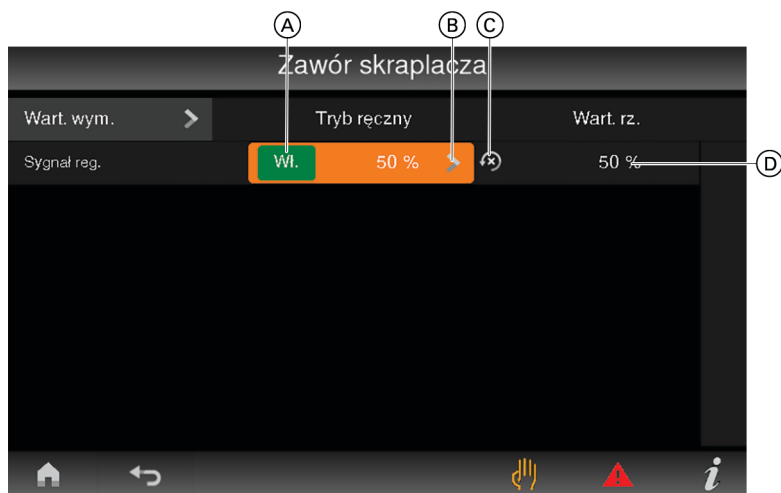 A B C
Zawór skraplacza
Wart. wym. Tryb ręczny Wart. rz.
Sygnał reg. Wł. 50 % 50 % D
i